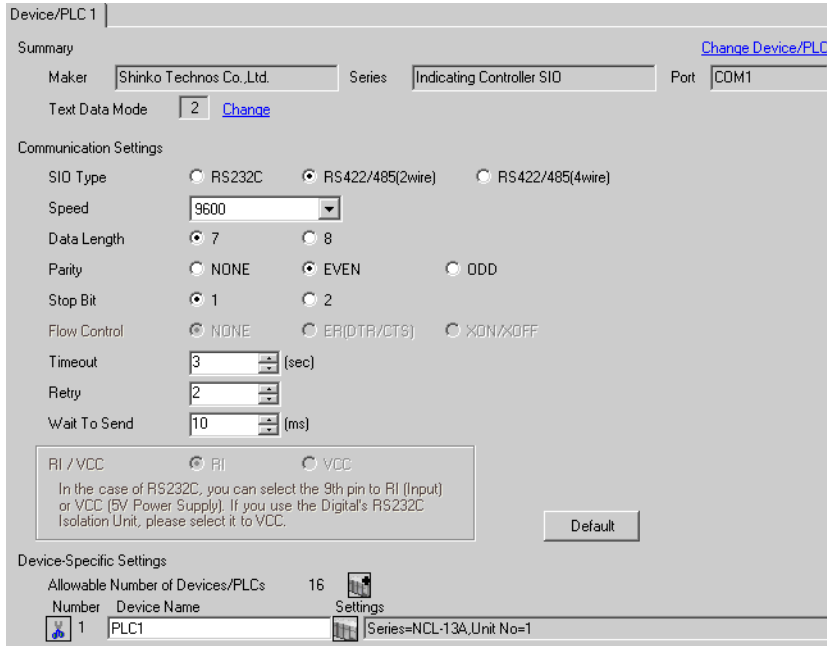 Device/PLC 1
Summary Change Device/PLC
Maker Shinko Technos Co.,Ltd. Series Indicating Controller SIO Port COM1
Text Data Mode 2 Change
Communication Settings
SIO Type RS232C RS422/485(2wire) RS422/485(4wire)
Speed 9600
Data Length 7 8
Parity NONE EVEN ODD
Stop Bit 1 2
Flow Control NONE ER(DTR/CTS) XON/XOFF
Timeout 3 (sec)
Retry 2
Wait To Send 10 (ms)
RI / VCC RI VCC
In the case of RS232C, you can select the 9th pin to RI (Input)
or VCC (5V Power Supply). If you use the Digital's RS232C
Isolation Unit, please select it to VCC.
Default
Device-Specific Settings
Allowable Number of Devices/PLCs 16
Number Device Name Settings
1 PLC1 Series=NCL-13A,Unit No=1